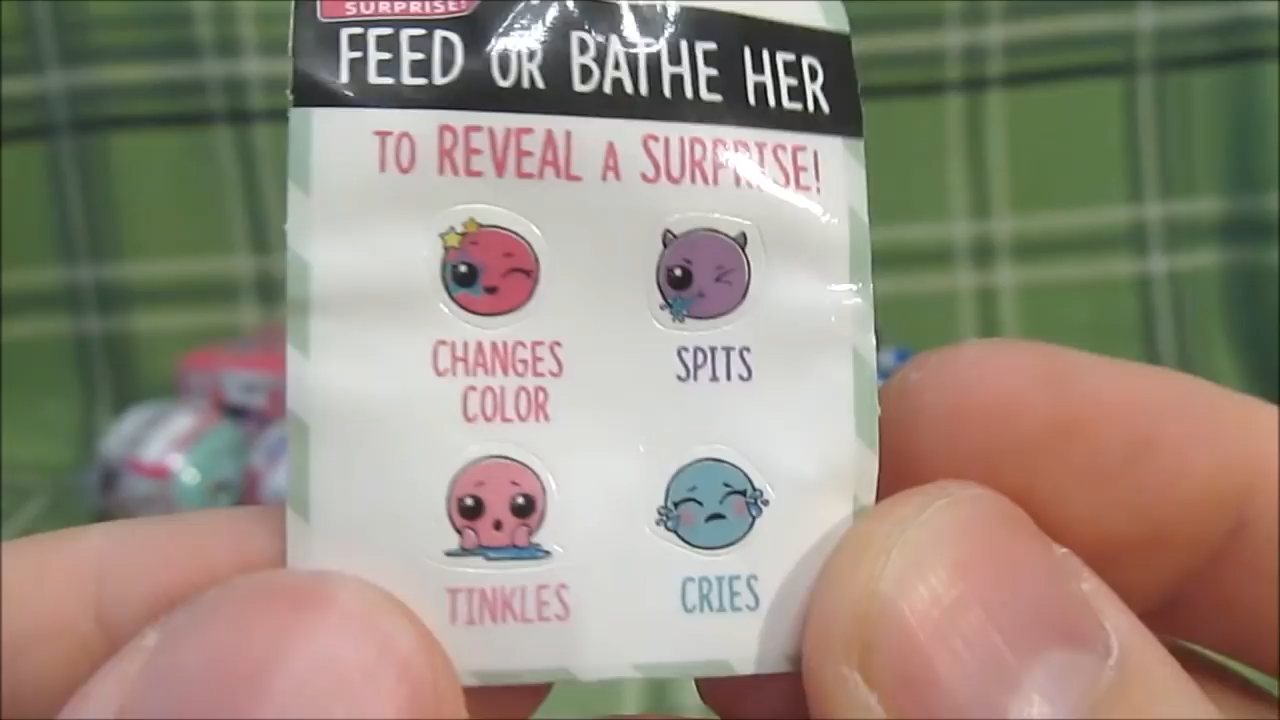 SURPRISE!
FEED OR BATHE HER
TO REVEAL A SURPRISE!
CHANGES
COLOR
SPITS
TINKLES
CRIES